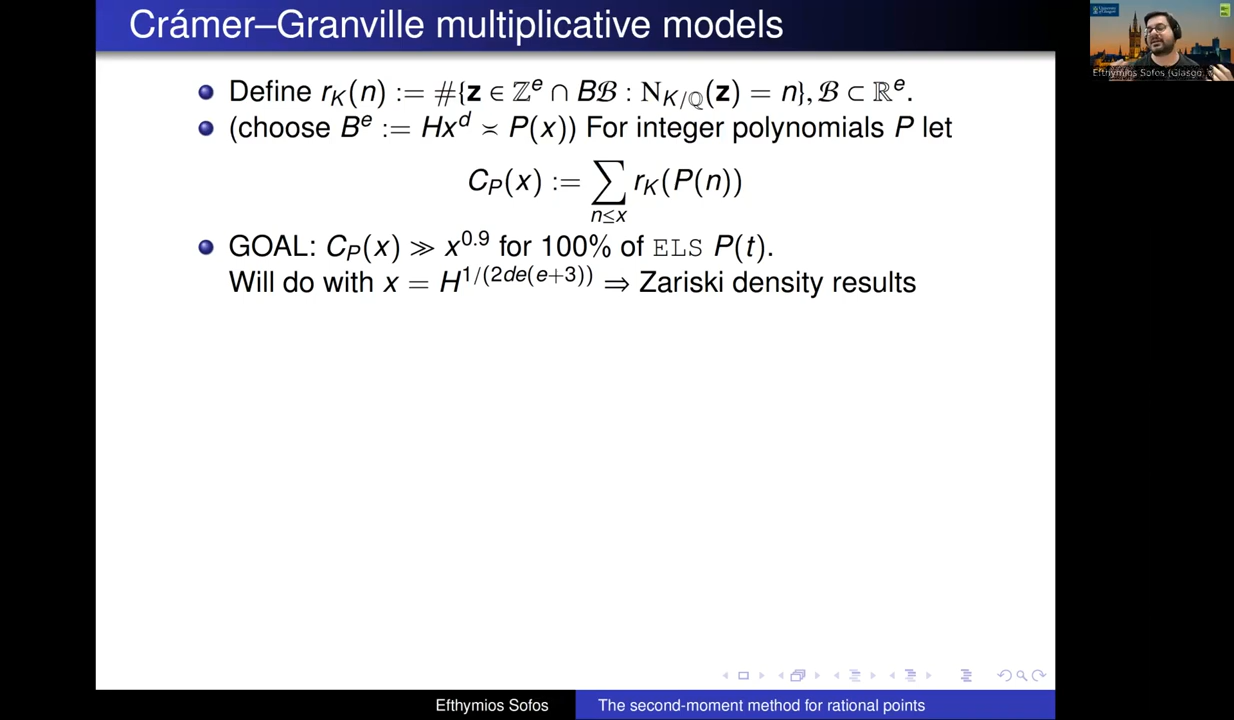 Crámer–Granville multiplicative models
Define r_K(n) := #{z ∈ ℤ^e ∩ Bℬ : N_{K/ℚ}(z) = n}, ℬ ⊂ ℝ^e.
(choose B^e := Hx^d ≍ P(x)) For integer polynomials P let
C_P(x) := ∑_{n≤x} r_K(P(n))
GOAL: C_P(x) ≫ x^{0.9} for 100% of ELS P(t).
Will do with x = H^{1/(2de(e+3))} ⇒ Zariski density results
Efthymios Sofos
The second-moment method for rational points